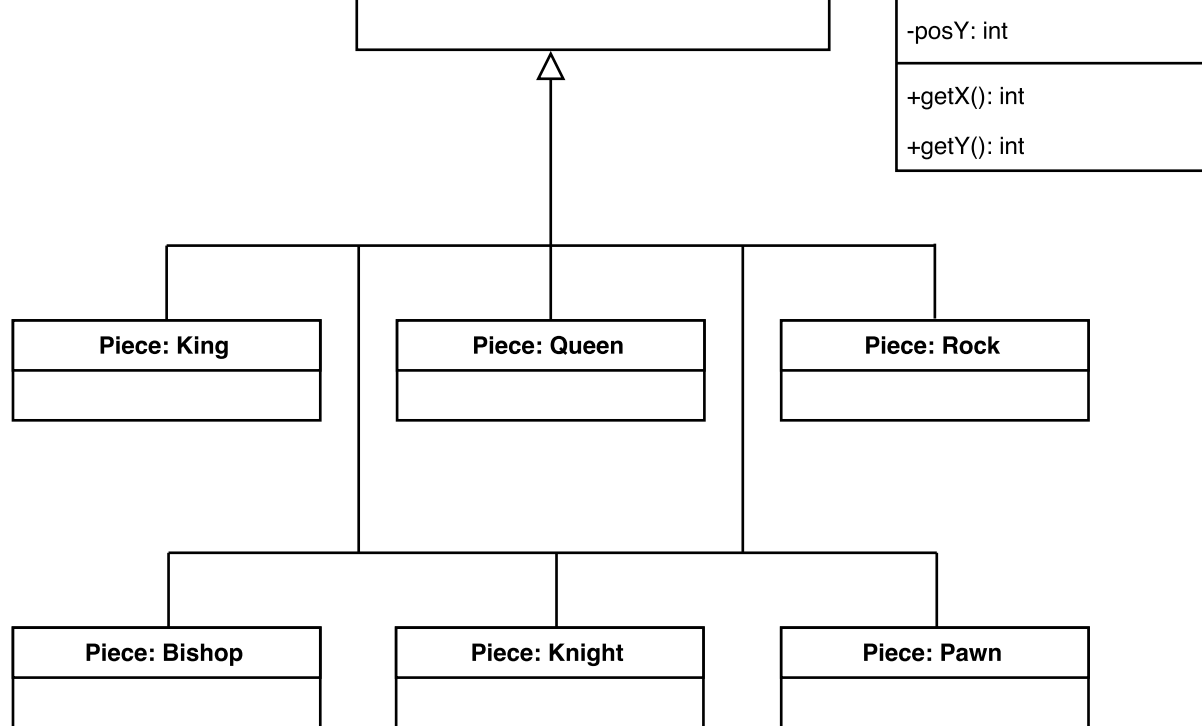 -posY: int
+getX(): int
+getY(): int
Piece: King
Piece: Queen
Piece: Rock
Piece: Bishop
Piece: Knight
Piece: Pawn